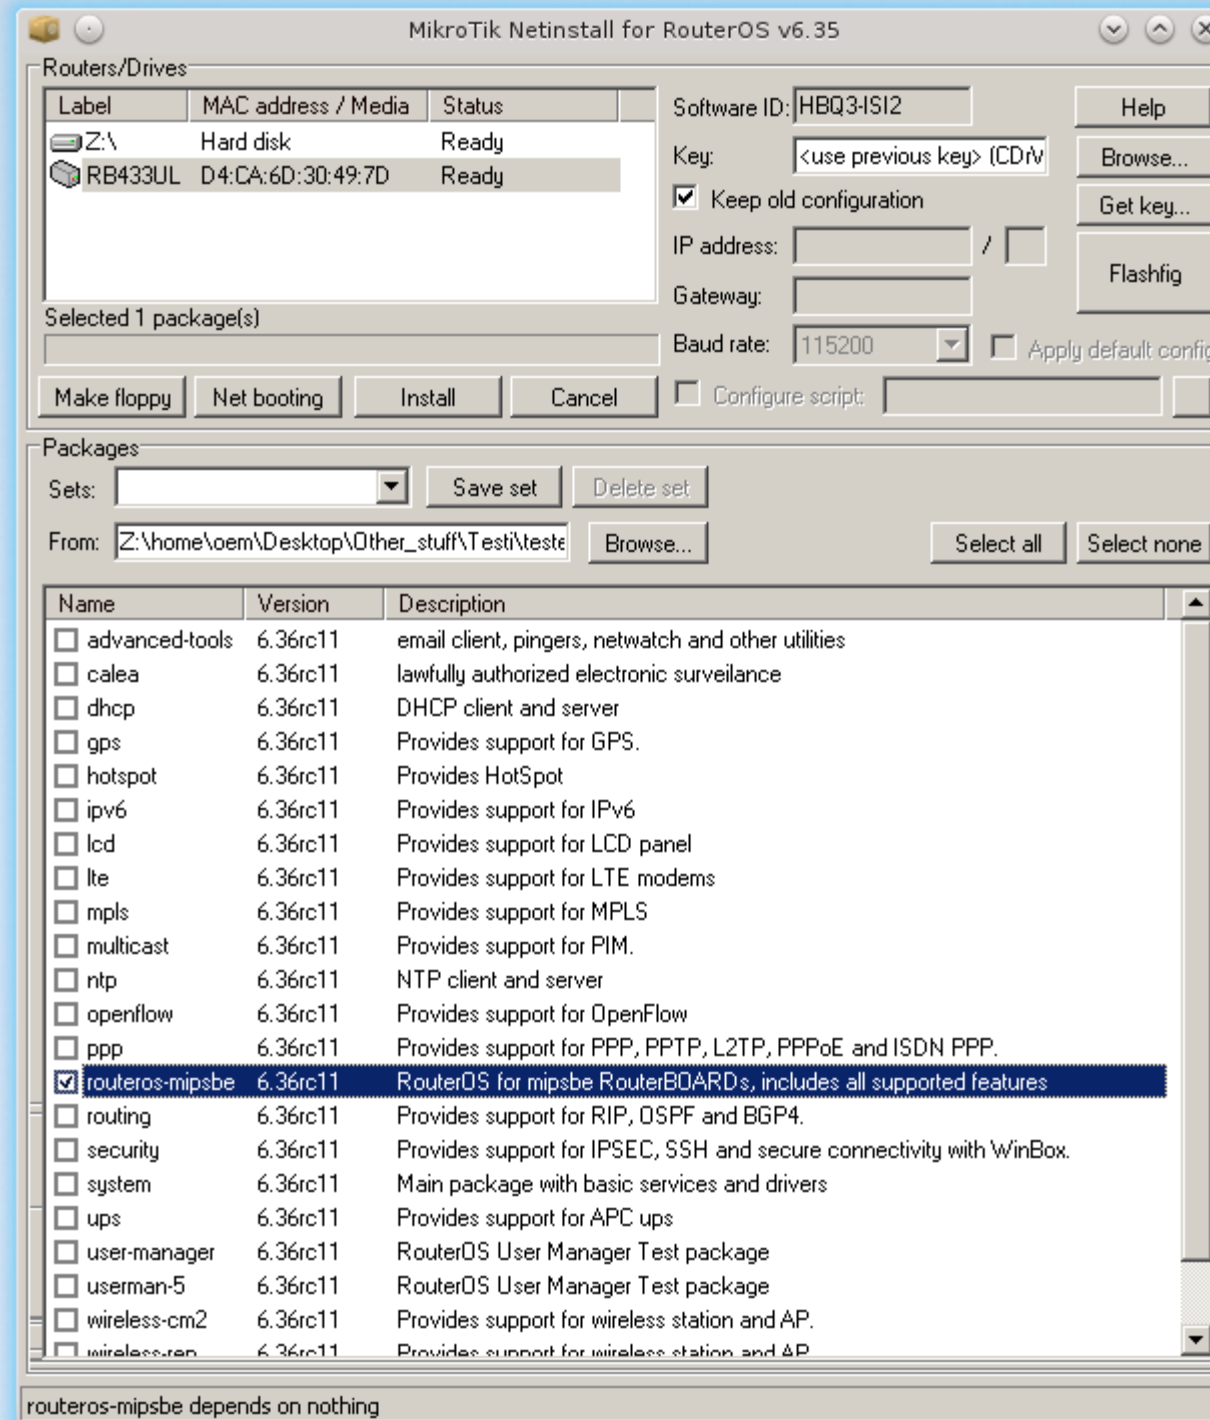 MikroTik Netinstall for RouterOS v6.35
Routers/Drives
Label MAC address / Media Status
Z:\ Hard disk Ready
RB433UL D4:CA:6D:30:49:7D Ready
Selected 1 package(s)
Make floppy Net booting Install Cancel
Software ID: HBQ3-ISI2 Help
Key: <use previous key> (CDrV Browse...
Keep old configuration Get key...
IP address: / Flashfig
Gateway:
Baud rate: 115200 Apply default config
Configure script:
Packages
Sets: Save set Delete set
From: Z:\home\oem\Desktop\Other_stuff\Testi\teste Browse... Select all Select none
Name Version Description
advanced-tools 6.36rc11 email client, pingers, netwatch and other utilities
calea 6.36rc11 lawfully authorized electronic surveilance
dhcp 6.36rc11 DHCP client and server
gps 6.36rc11 Provides support for GPS.
hotspot 6.36rc11 Provides HotSpot
ipv6 6.36rc11 Provides support for IPv6
lcd 6.36rc11 Provides support for LCD panel
lte 6.36rc11 Provides support for LTE modems
mpls 6.36rc11 Provides support for MPLS
multicast 6.36rc11 Provides support for PIM.
ntp 6.36rc11 NTP client and server
openflow 6.36rc11 Provides support for OpenFlow
ppp 6.36rc11 Provides support for PPP, PPTP, L2TP, PPPoE and ISDN PPP.
routeros-mipsbe 6.36rc11 RouterOS for mipsbe RouterBOARDs, includes all supported features
routing 6.36rc11 Provides support for RIP, OSPF and BGP4.
security 6.36rc11 Provides support for IPSEC, SSH and secure connectivity with WinBox.
system 6.36rc11 Main package with basic services and drivers
ups 6.36rc11 Provides support for APC ups
user-manager 6.36rc11 RouterOS User Manager Test package
userman-5 6.36rc11 RouterOS User Manager Test package
wireless-cm2 6.36rc11 Provides support for wireless station and AP.
wireless-rep 6.36rc11 Provides support for wireless station and AP
routeros-mipsbe depends on nothing